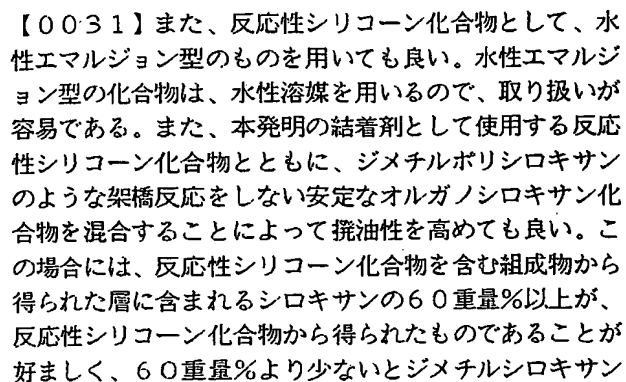 【0031】また、反応性シリコーン化合物として、水
性エマルジョン型のものを用いても良い。水性エマルジ
ョン型の化合物は、水性溶媒を用いるので、取り扱いが
容易である。また、本発明の結着剤として使用する反応
性シリコーン化合物とともに、ジメチルポリシロキサン
のような架橋反応をしない安定なオルガノシロキサン化
合物を混合することによって撓油性を高めても良い。こ
の場合には、反応性シリコーン化合物を含む組成物から
得られた層に含まれるシロキサンの60重量%以上が、
反応性シリコーン化合物から得られたものであることが
好ましく、60重量%より少ないとジメチルシロキサン